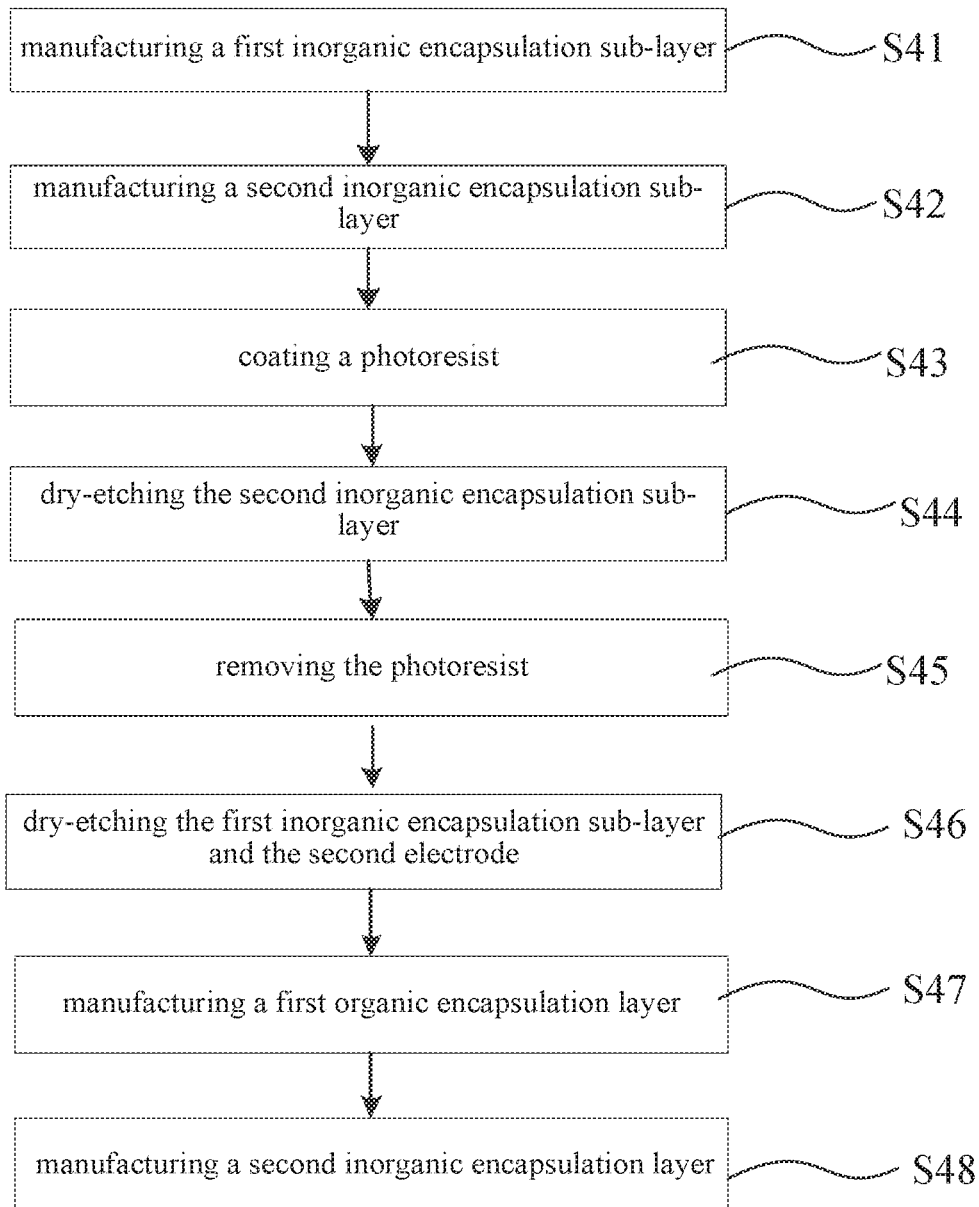 manufacturing a first inorganic encapsulation sub-layer
S41
manufacturing a second inorganic encapsulation sub-
layer
S42
coating a photoresist
S43
dry-etching the second inorganic encapsulation sub-
layer
S44
removing the photoresist
S45
dry-etching the first inorganic encapsulation sub-layer
and the second electrode
S46
manufacturing a first organic encapsulation layer
S47
manufacturing a second inorganic encapsulation layer
S48